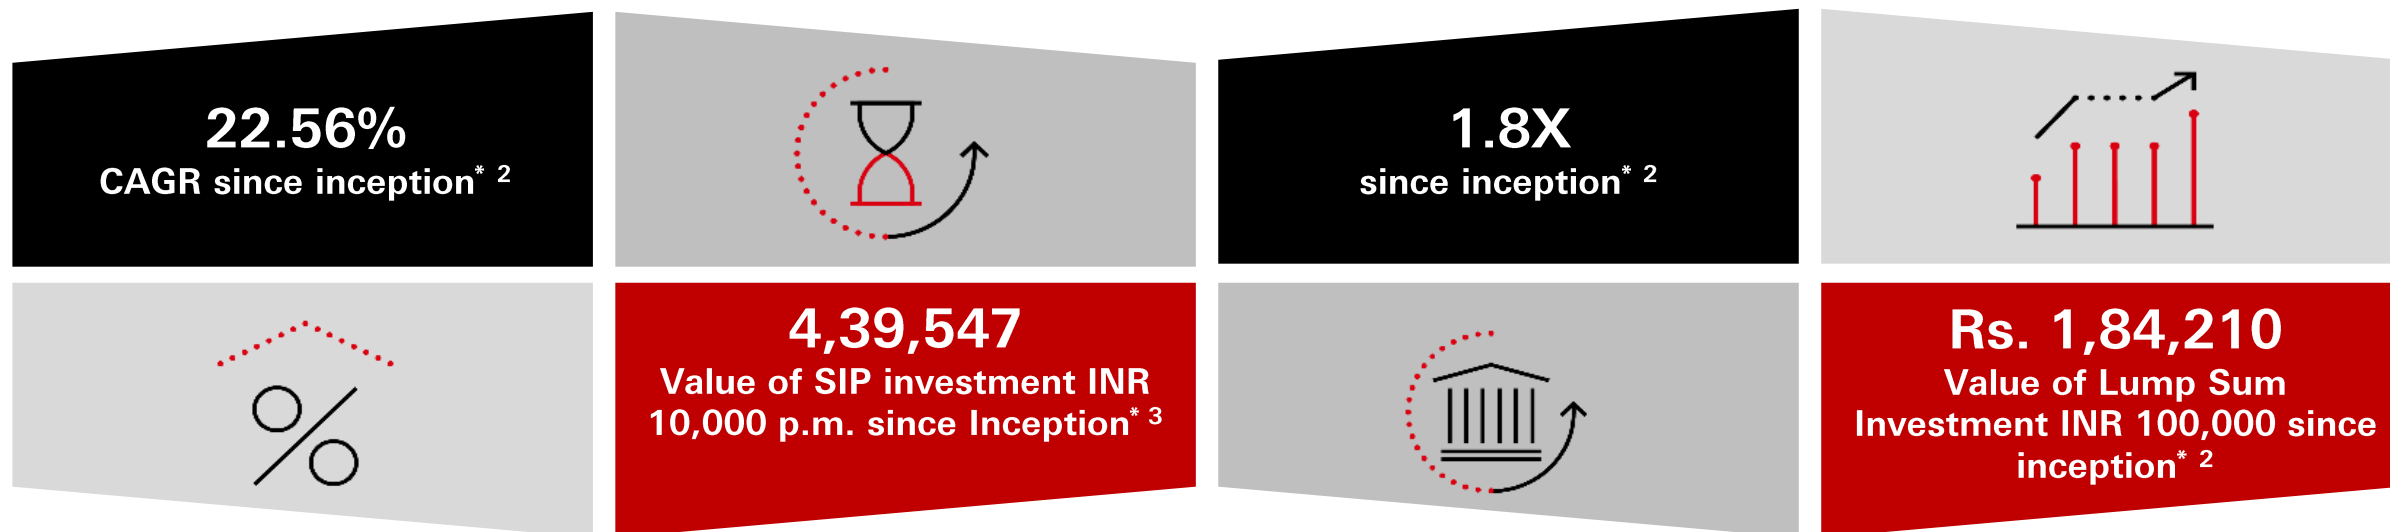 22.56%
CAGR since inception* 2
1.8X
since inception* 2
4,39,547
Value of SIP investment INR
10,000 p.m. since Inception* 3
Rs. 1,84,210
Value of Lump Sum
Investment INR 100,000 since
inception* 2